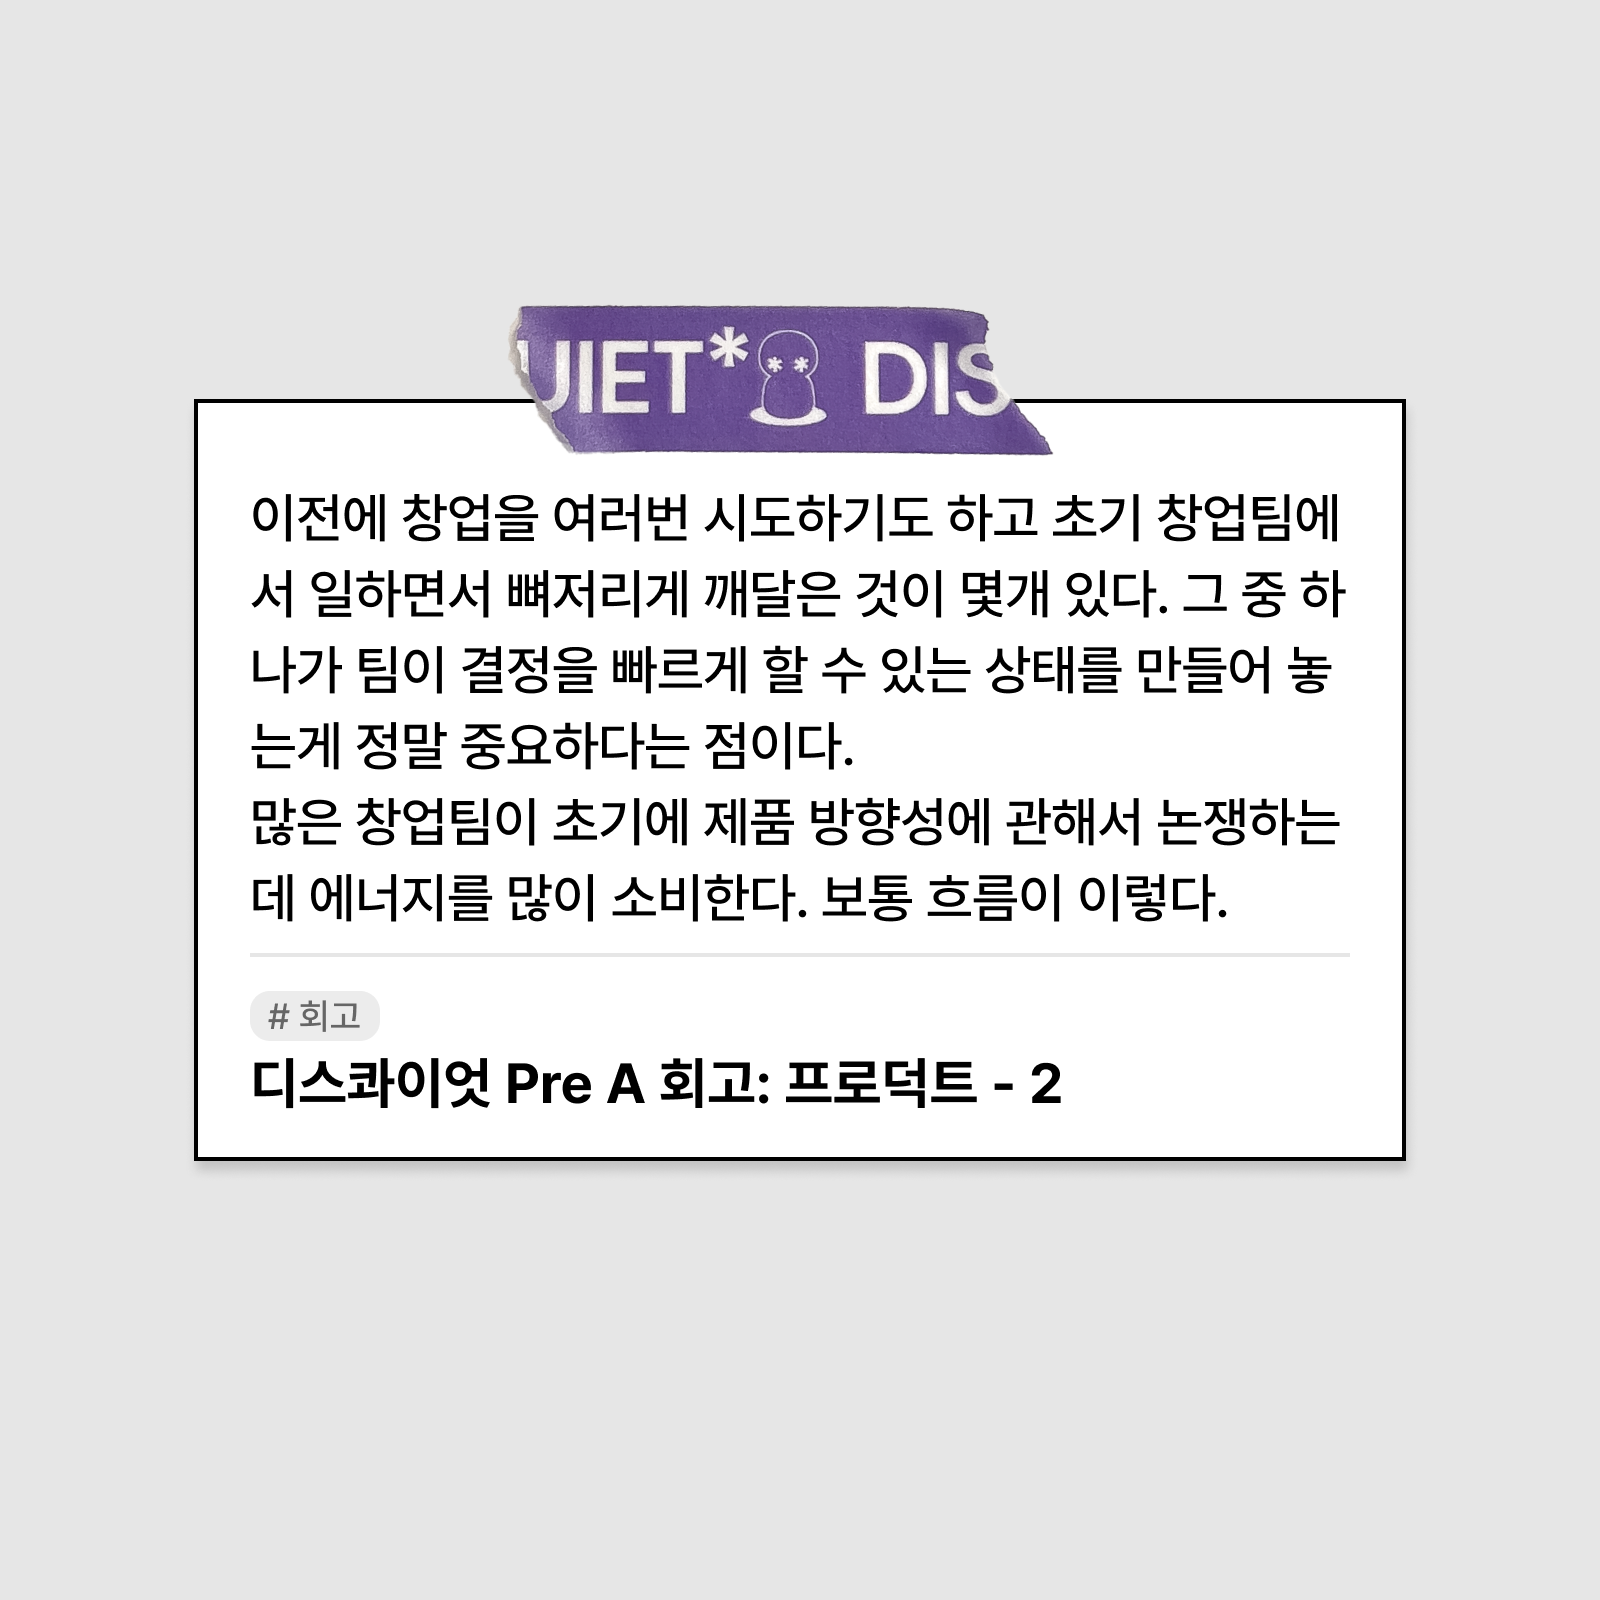 UIET* DIS
이전에 창업을 여러번 시도하기도 하고 초기 창업팀에
서 일하면서 뼈저리게 깨달은 것이 몇개 있다. 그 중 하
나가 팀이 결정을 빠르게 할 수 있는 상태를 만들어 놓
는게 정말 중요하다는 점이다.
많은 창업팀이 초기에 제품 방향성에 관해서 논쟁하는
데 에너지를 많이 소비한다. 보통 흐름이 이렇다.
# 회고
디스콰이엇 Pre A 회고: 프로덕트 - 2